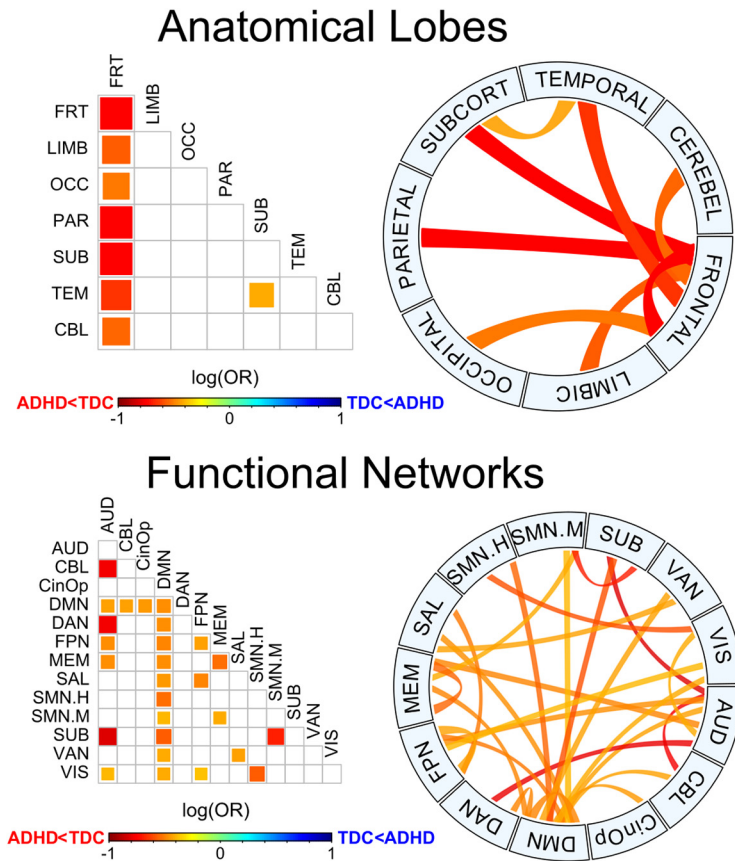 Anatomical Lobes
FRT
LIMB
OCC
PAR
SUB
TEM
CBL
FRT
LIMB
OCC
PAR
SUB
TEM
CBL
log(OR)
ADHD<TDC
TDC<ADHD
-1
0
1
SUBCORT
TEMPORAL
CEREBEL
FRONTAL
LIMBIC
OCCIPITAL
PARIETAL
Functional Networks
AUD
CBL
CinOp
DMN
DAN
FPN
MEM
SAL
SMN.H
SMN.M
SUB
VAN
VIS
AUD
CBL
CinOp
DMN
DAN
FPN
MEM
SAL
SMN.H
SMN.M
SUB
VAN
VIS
log(OR)
ADHD<TDC
TDC<ADHD
-1
0
1
SMN.H
SMN.M
SUB
VAN
VIS
AUD
CBL
CinOp
DMN
DAN
FPN
MEM
SAL